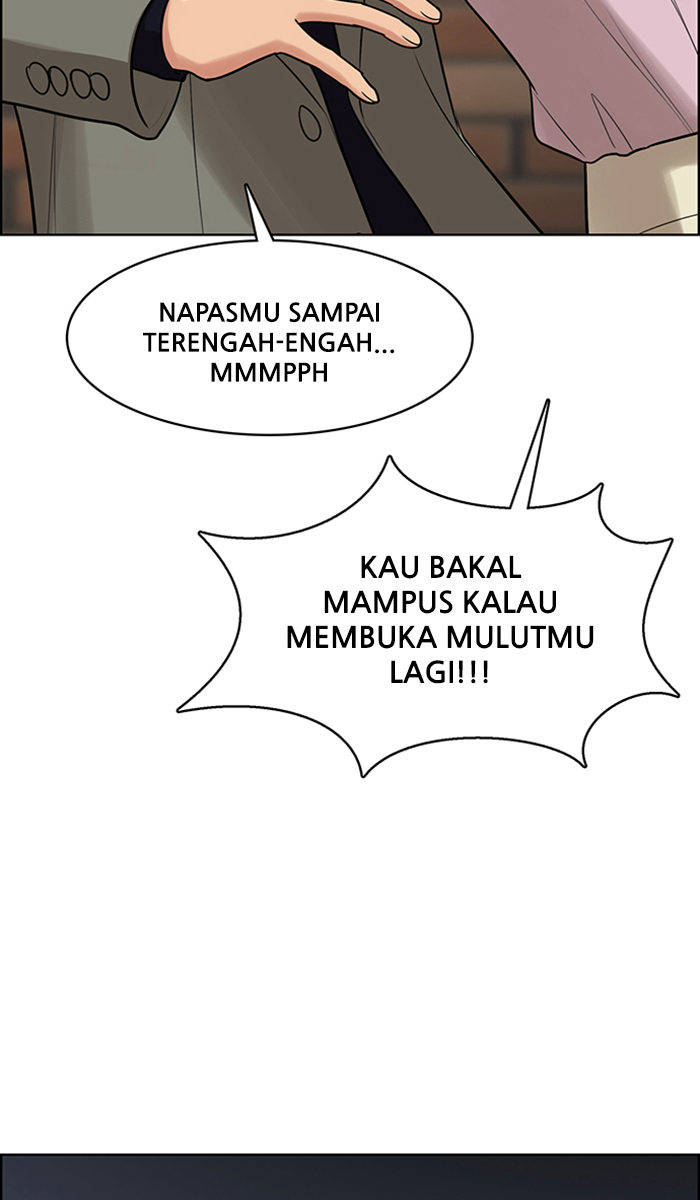 NAPASMU SAMPAI
TERENGAH-ENGAH...
MMMPPH
KAU BAKAL
MAMPUS KALAU
MEMBUKA MULUTMU
LAGI!!!